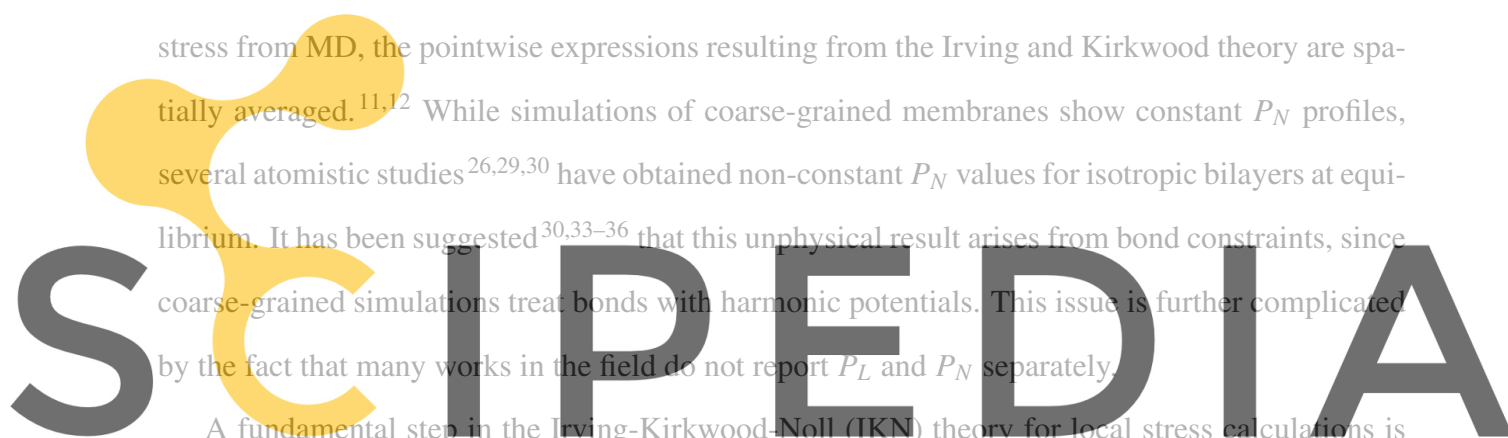 stress from MD, the pointwise expressions resulting from the Irving and Kirkwood theory are spa-
tially averaged.11,12 While simulations of coarse-grained membranes show constant PN profiles,
several atomistic studies26,29,30 have obtained non-constant PN values for isotropic bilayers at equi-
librium. It has been suggested30,33–36 that this unphysical result arises from bond constraints, since
coarse-grained simulations treat bonds with harmonic potentials. This issue is further complicated
by the fact that many works in the field do not report PL and PN separately.
A fundamental step in the Irving-Kirkwood-Noll (IKN) theory for local stress calculations is
SCIPEDIA